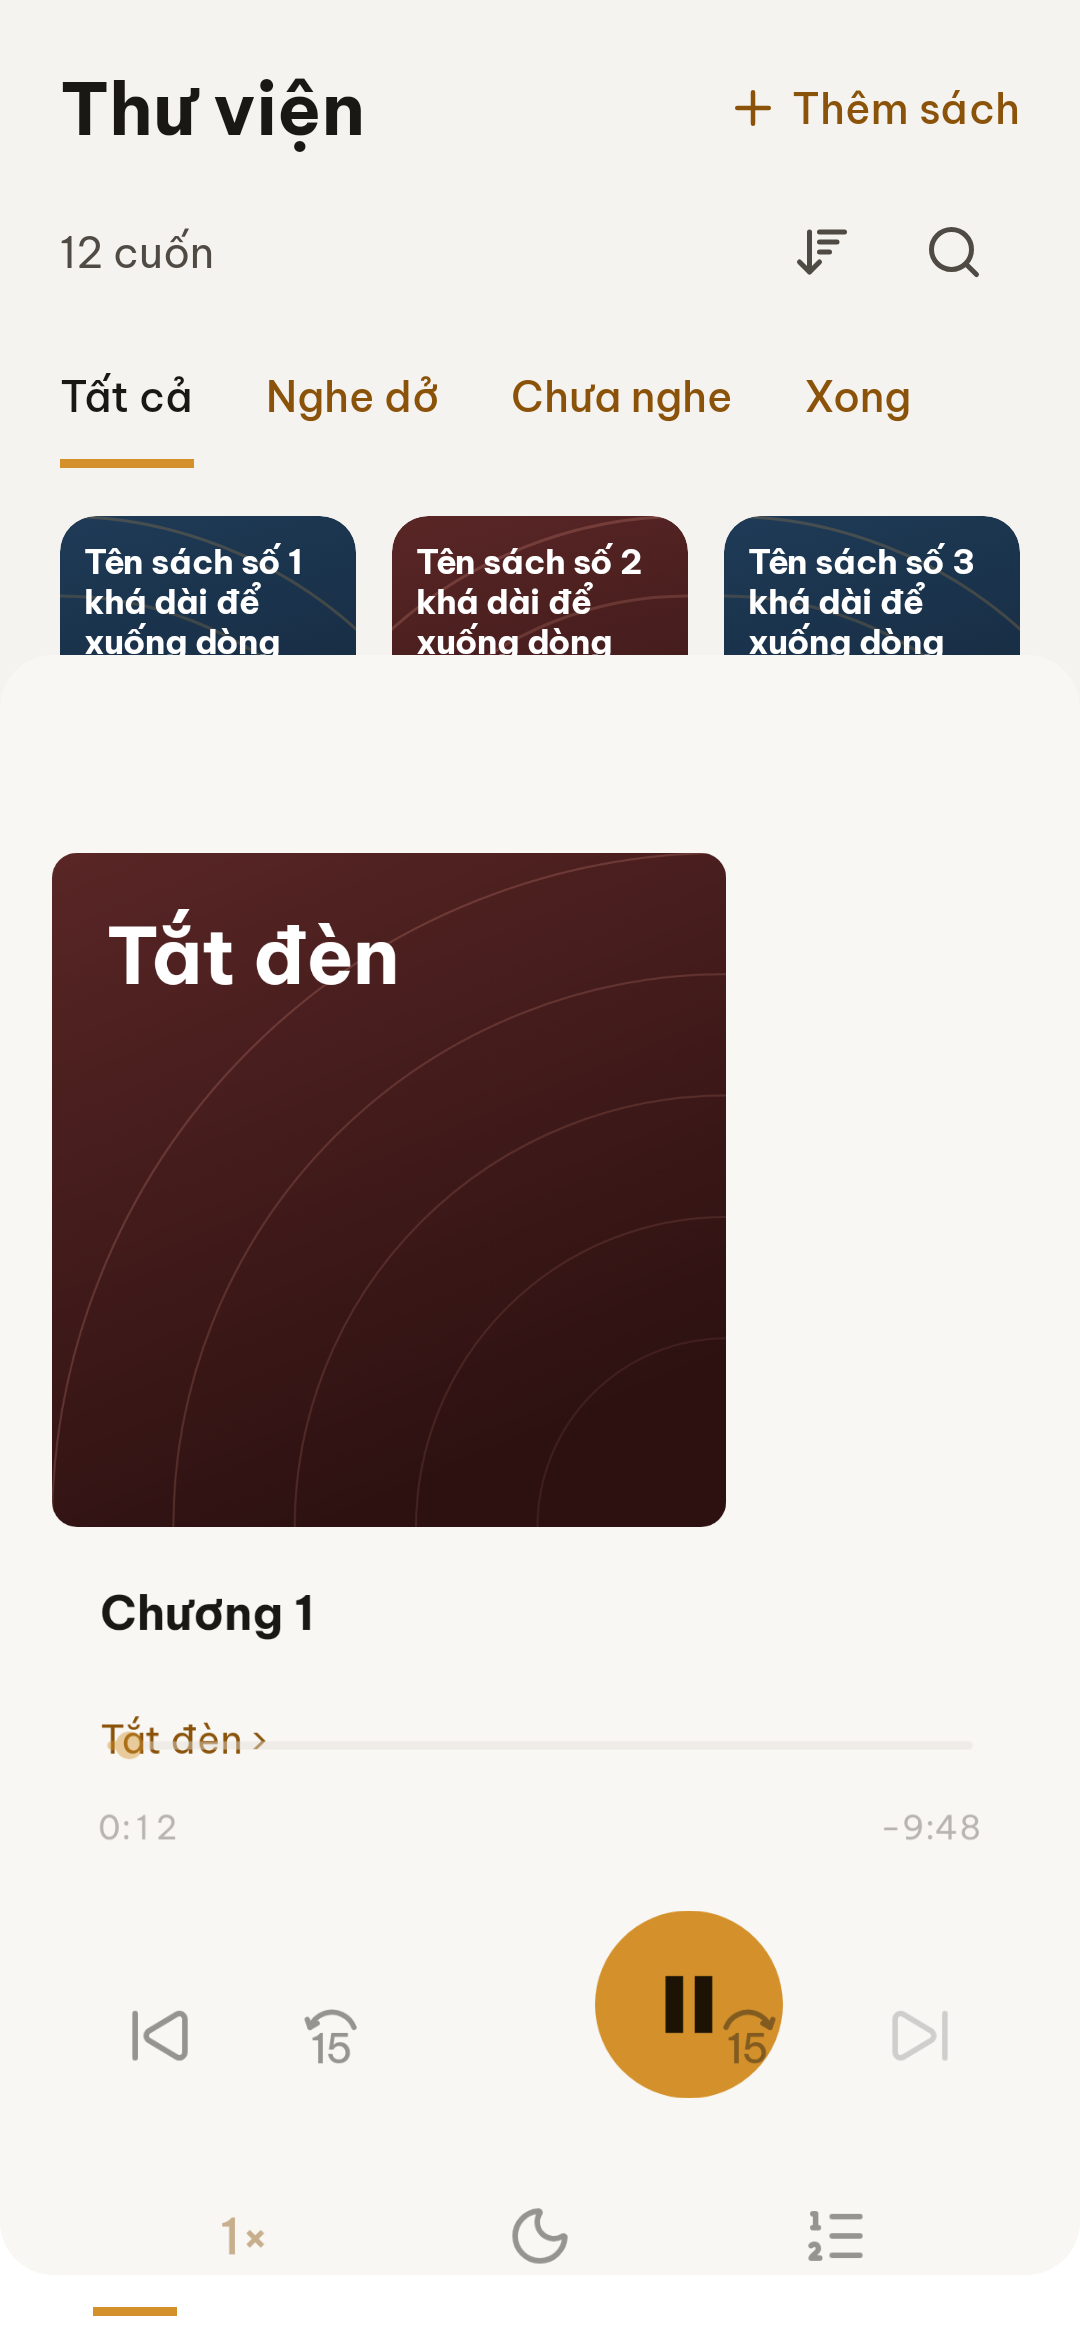 Thư viện
Thêm sách
12 cuốn
Tất cả
Nghe dở
Chưa nghe
Xong
Tên sách số 1
khá dài để
xuống dòng
Tên sách số 2
khá dài để
xuống dòng
Tên sách số 3
khá dài để
xuống dòng
Tắt đèn
Chương 1
Tắt đèn ›
0:12
-9:48
15
15
1×